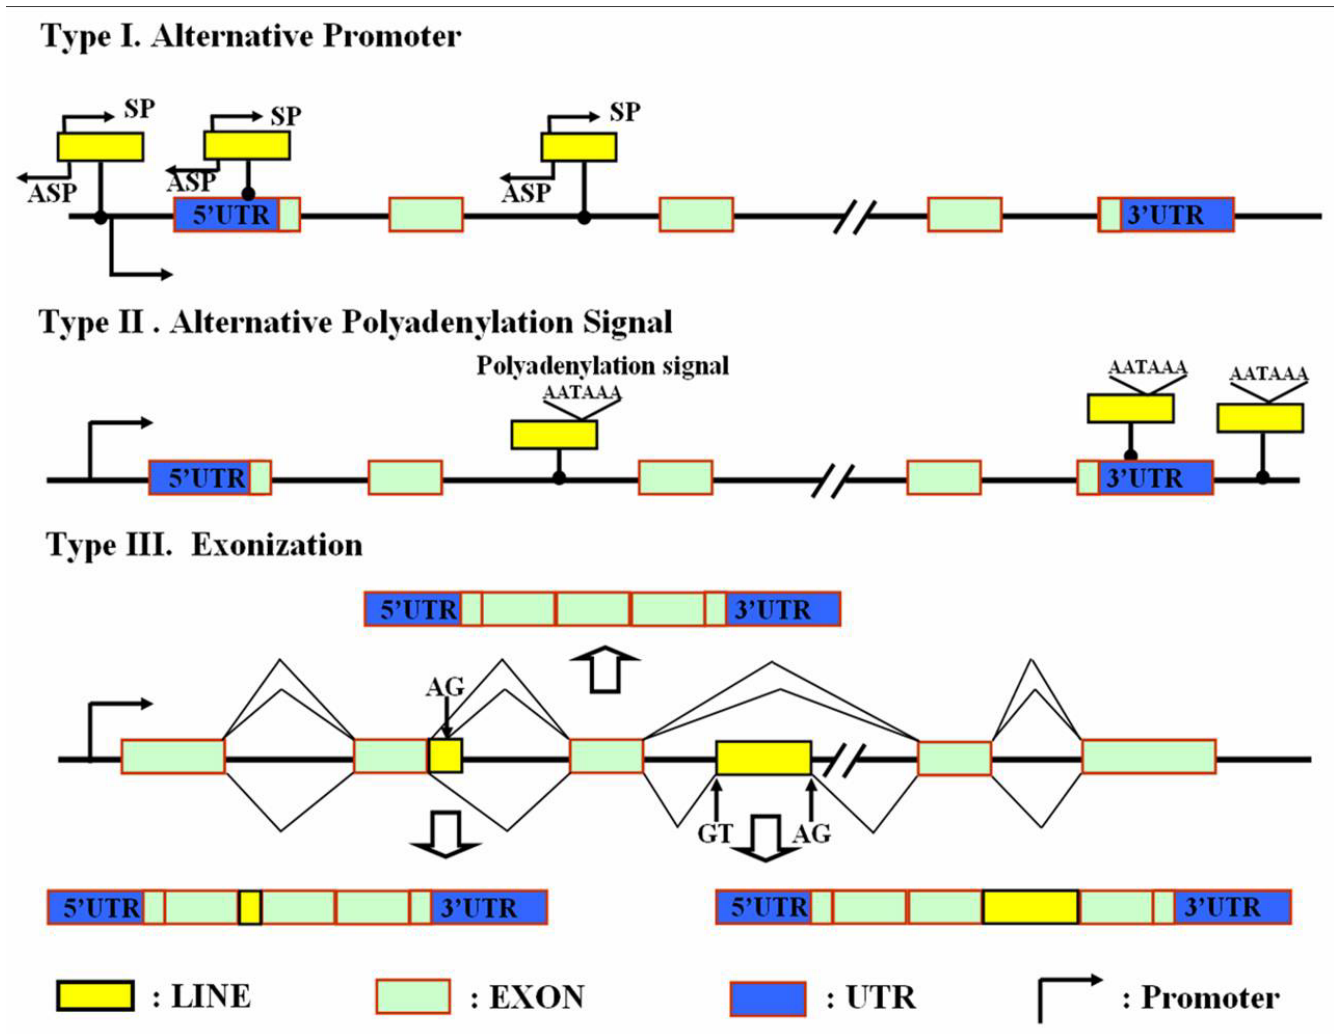 Type I. Alternative Promoter
SP SP SP
ASP ASP ASP
5'UTR 3'UTR
Type II . Alternative Polyadenylation Signal
Polyadenylation signal
AATAAA AATAAA AATAAA
5'UTR 3'UTR
Type III. Exonization
5'UTR 3'UTR
AG
GT AG
5'UTR 3'UTR 5'UTR 3'UTR
: LINE : EXON : UTR : Promoter